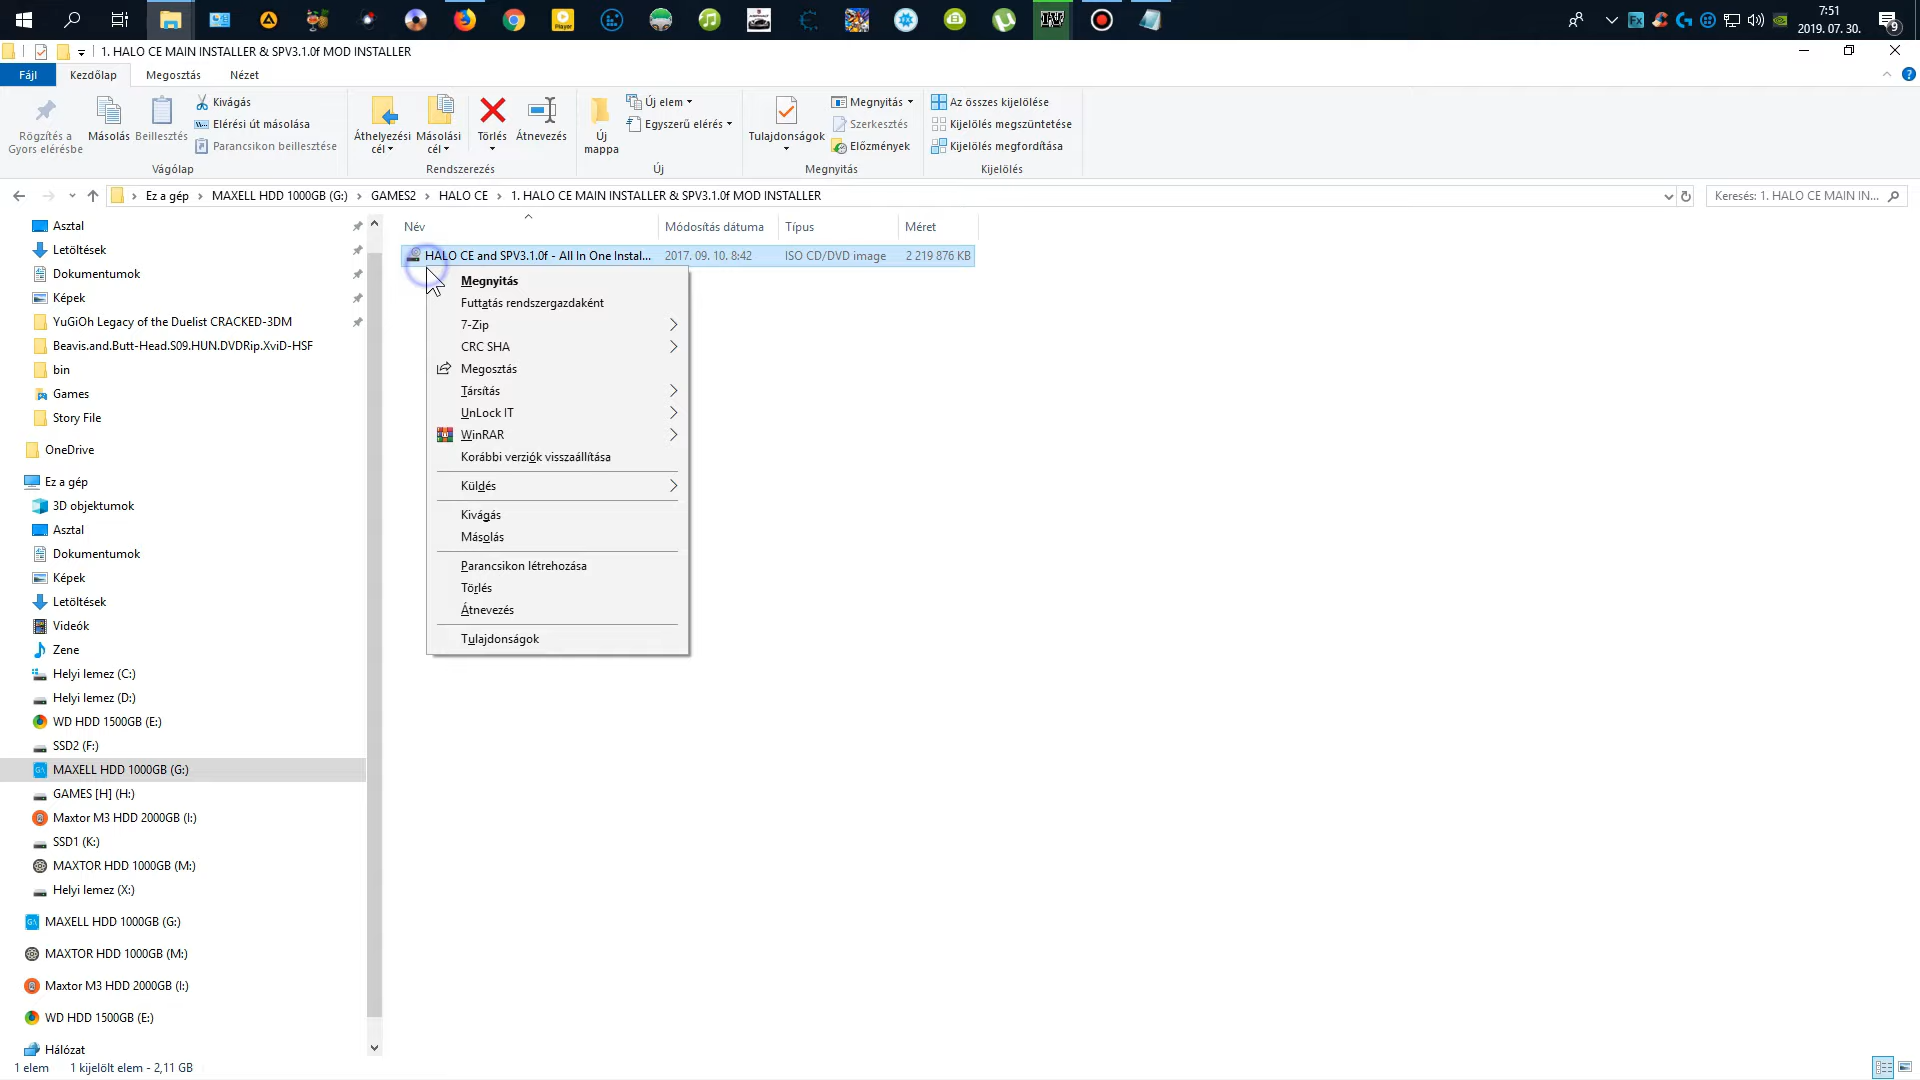 7:51
2019. 07. 30.
1. HALO CE MAIN INSTALLER & SPV3.1.0f MOD INSTALLER
Fájl Kezdőlap Megosztás Nézet
Rögzítés a Gyors elérésbe
Másolás
Beillesztés
Kivágás
Elérési út másolása
Parancsikon beillesztése
Vágólap
Áthelyezési cél
Másolási cél
Törlés
Átnevezés
Rendszerezés
Új mappa
Új elem
Egyszerű elérés
Új
Tulajdonságok
Megnyitás
Szerkesztés
Előzmények
Megnyitás
Az összes kijelölése
Kijelölés megszüntetése
Kijelölés megfordítása
Kijelölés
Ez a gép > MAXELL HDD 1000GB (G:) > GAMES2 > HALO CE > 1. HALO CE MAIN INSTALLER & SPV3.1.0f MOD INSTALLER
Keresés: 1. HALO CE MAIN IN...
Asztal
Letöltések
Dokumentumok
Képek
YuGiOh Legacy of the Duelist CRACKED-3DM
Beavis.and.Butt-Head.S09.HUN.DVDRip.XviD-HSF
bin
Games
Story File
OneDrive
Ez a gép
3D objektumok
Asztal
Dokumentumok
Képek
Letöltések
Videók
Zene
Helyi lemez (C:)
Helyi lemez (D:)
WD HDD 1500GB (E:)
SSD2 (F:)
MAXELL HDD 1000GB (G:)
GAMES [H] (H:)
Maxtor M3 HDD 2000GB (I:)
SSD1 (K:)
MAXTOR HDD 1000GB (M:)
Helyi lemez (X:)
MAXELL HDD 1000GB (G:)
MAXTOR HDD 1000GB (M:)
Maxtor M3 HDD 2000GB (I:)
WD HDD 1500GB (E:)
Hálózat
Név Módosítás dátuma Típus Méret
HALO CE and SPV3.1.0f - All In One Instal... 2017. 09. 10. 8:42 ISO CD/DVD image 2 219 876 KB
Megnyitás
Futtatás rendszergazdaként
7-Zip
CRC SHA
Megosztás
Társítás
UnLock IT
WinRAR
Korábbi verziók visszaállítása
Küldés
Kivágás
Másolás
Parancsikon létrehozása
Törlés
Átnevezés
Tulajdonságok
1 elem 1 kijelölt elem - 2,11 GB